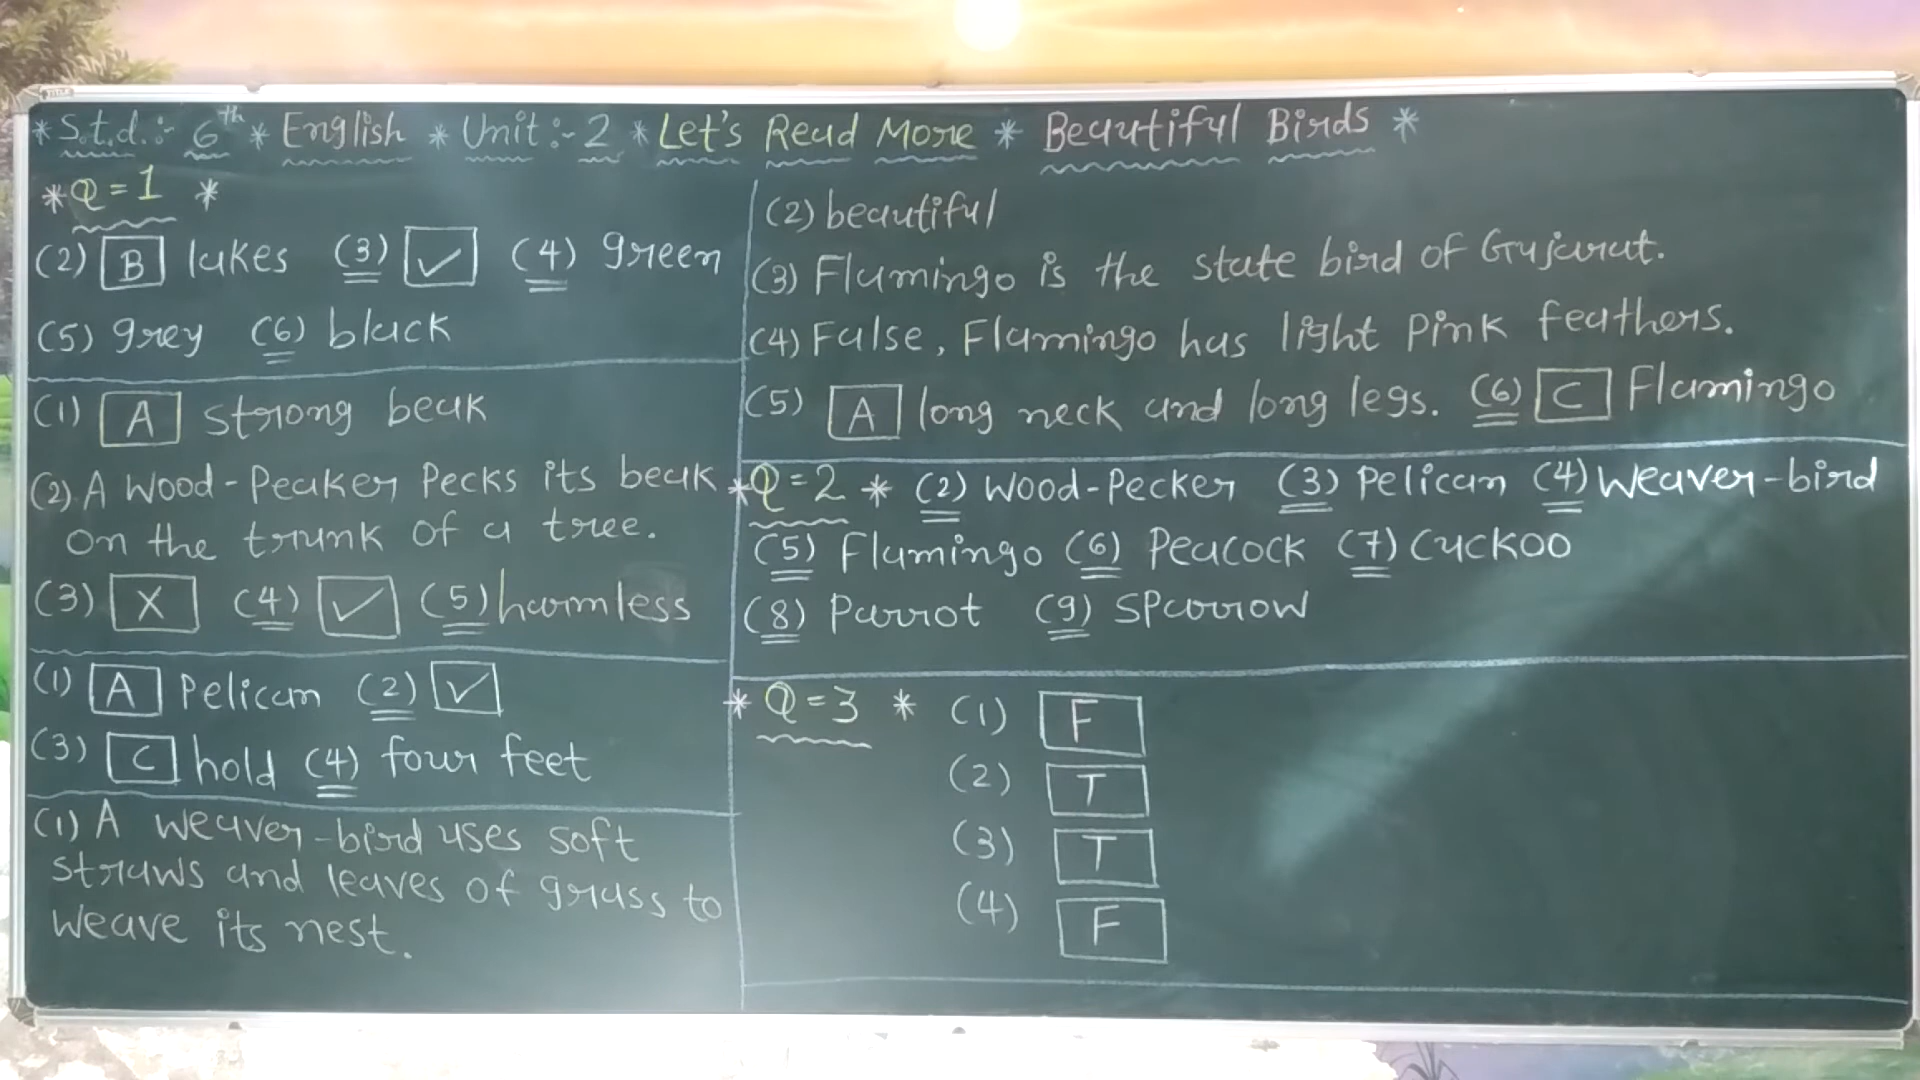 * S.t.d.:- 6th * English * Unit :- 2 * Let's Read More * Beautiful Birds *
* Q = 1 *
(2) B lakes (3) ✓ (4) green
(5) grey (6) black
(1) A strong beak
(2) A Wood-Peaker Pecks its beak
on the trunk of a tree.
(3) X (4) ✓ (5) harmless
(1) A Pelican (2) ✓
(3) C hold (4) four feet
(1) A weaver-bird uses soft
straws and leaves of grass to
weave its nest.
(2) beautiful
(3) Flamingo is the state bird of Gujarat.
(4) False, Flamingo has light Pink feathers.
(5) A long neck and long legs. (6) C Flamingo
* Q = 2 * (2) Wood-Pecker (3) Pelican (4) Weaver-bird
(5) Flamingo (6) Peacock (7) Cuckoo
(8) Parrot (9) Sparrow
* Q = 3 * (1) F
(2) T
(3) T
(4) F